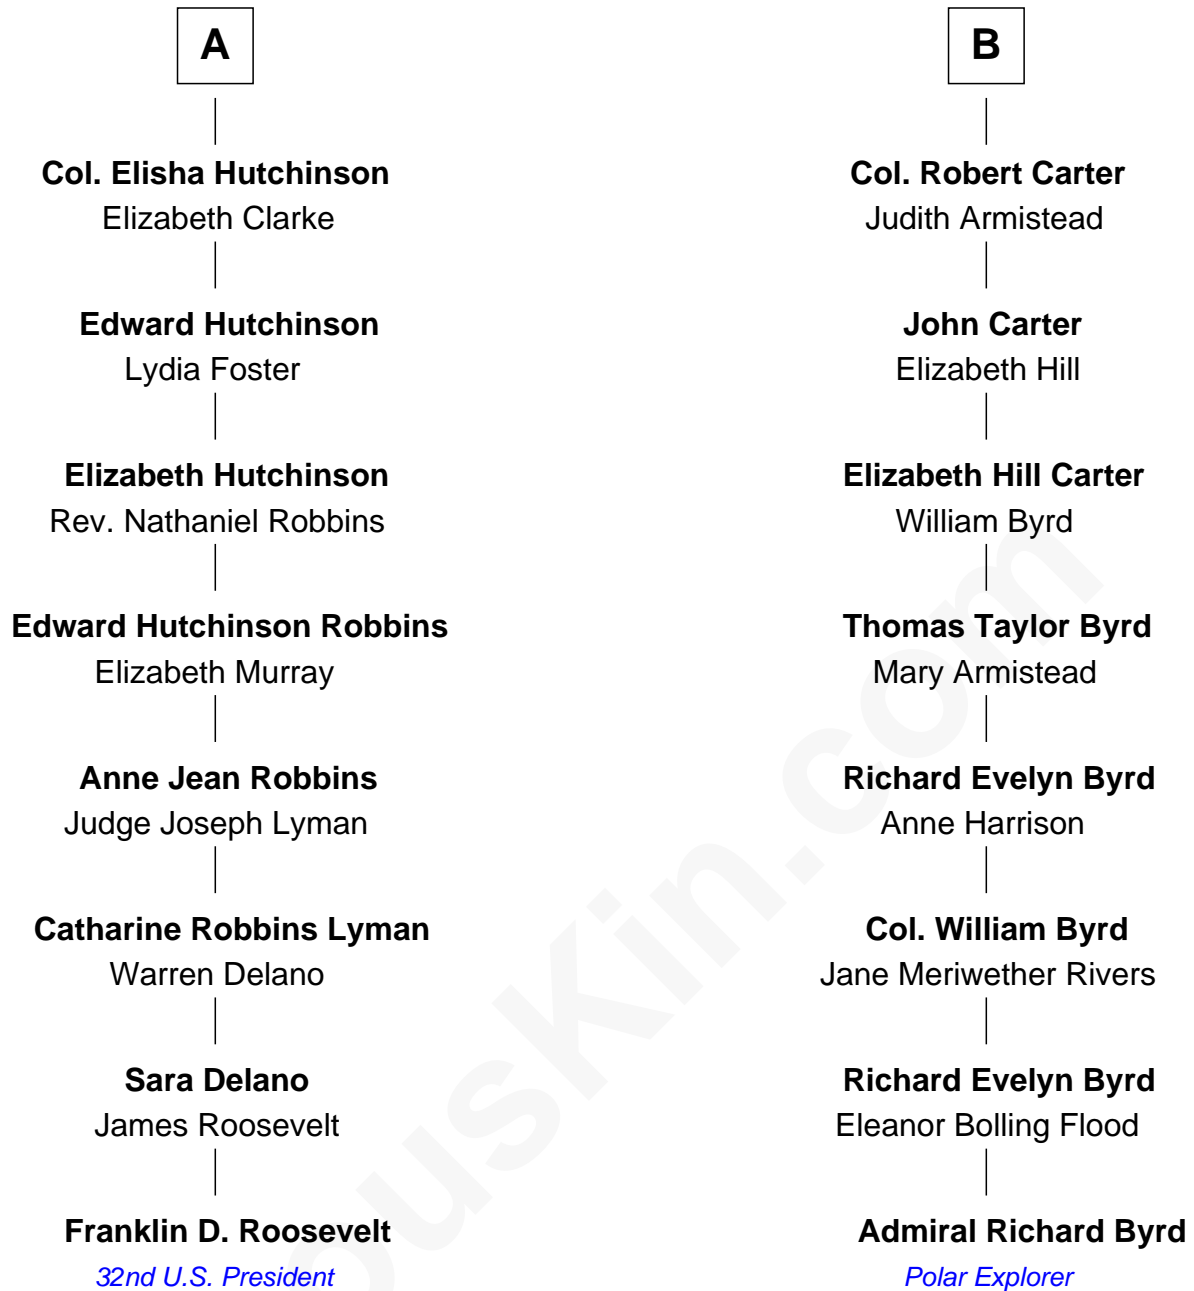 A
Col. Elisha Hutchinson
Elizabeth Clarke
Edward Hutchinson
Lydia Foster
Elizabeth Hutchinson
Rev. Nathaniel Robbins
Edward Hutchinson Robbins
Elizabeth Murray
Anne Jean Robbins
Judge Joseph Lyman
Catharine Robbins Lyman
Warren Delano
Sara Delano
James Roosevelt
Franklin D. Roosevelt
32nd U.S. President
B
Col. Robert Carter
Judith Armistead
John Carter
Elizabeth Hill
Elizabeth Hill Carter
William Byrd
Thomas Taylor Byrd
Mary Armistead
Richard Evelyn Byrd
Anne Harrison
Col. William Byrd
Jane Meriwether Rivers
Richard Evelyn Byrd
Eleanor Bolling Flood
Admiral Richard Byrd
Polar Explorer
ousKin.com